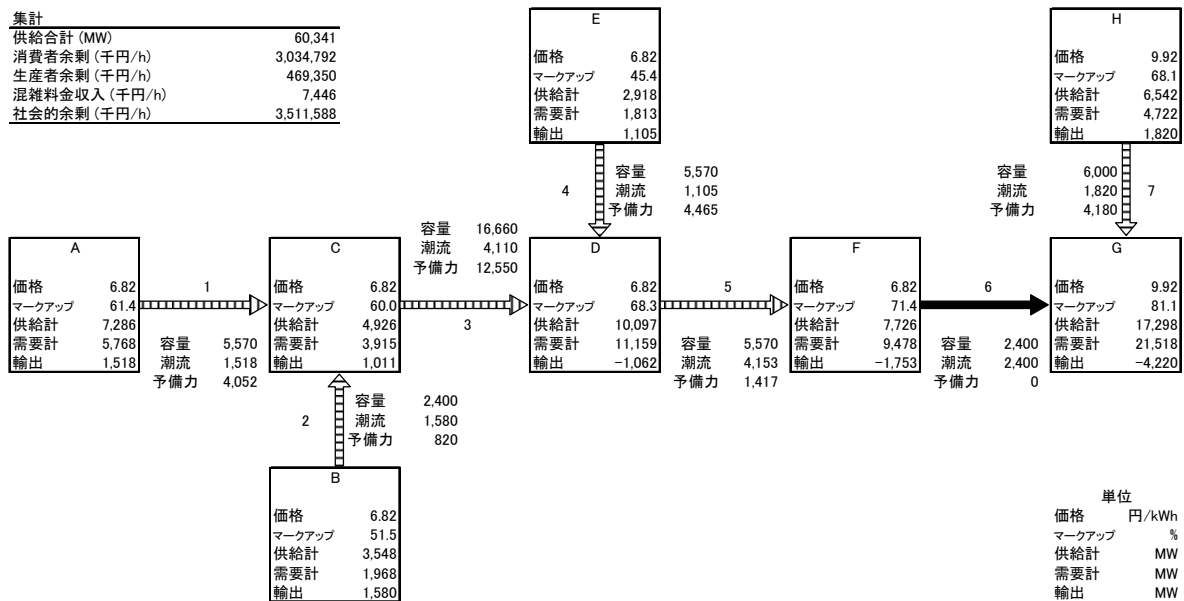 集計
供給合計 (MW) 60,341
消費者余剰 (千円/h) 3,034,792
生産者余剰 (千円/h) 469,350
混雑料金収入 (千円/h) 7,446
社会的余剰 (千円/h) 3,511,588
E
価格 6.82
マークアップ 45.4
供給計 2,918
需要計 1,813
輸出 1,105
H
価格 9.92
マークアップ 68.1
供給計 6,542
需要計 4,722
輸出 1,820
4
容量 5,570
潮流 1,105
予備力 4,465
容量 6,000
潮流 1,820
予備力 4,180
7
容量 16,660
潮流 4,110
予備力 12,550
A
価格 6.82
マークアップ 61.4
供給計 7,286
需要計 5,768
輸出 1,518
1
容量 5,570
潮流 1,518
予備力 4,052
C
価格 6.82
マークアップ 60.0
供給計 4,926
需要計 3,915
輸出 1,011
3
D
価格 6.82
マークアップ 68.3
供給計 10,097
需要計 11,159
輸出 -1,062
5
容量 5,570
潮流 4,153
予備力 1,417
F
価格 6.82
マークアップ 71.4
供給計 7,726
需要計 9,478
輸出 -1,753
6
容量 2,400
潮流 2,400
予備力 0
G
価格 9.92
マークアップ 81.1
供給計 17,298
需要計 21,518
輸出 -4,220
2
容量 2,400
潮流 1,580
予備力 820
B
価格 6.82
マークアップ 51.5
供給計 3,548
需要計 1,968
輸出 1,580
単位
価格 円/kWh
マークアップ %
供給計 MW
需要計 MW
輸出 MW